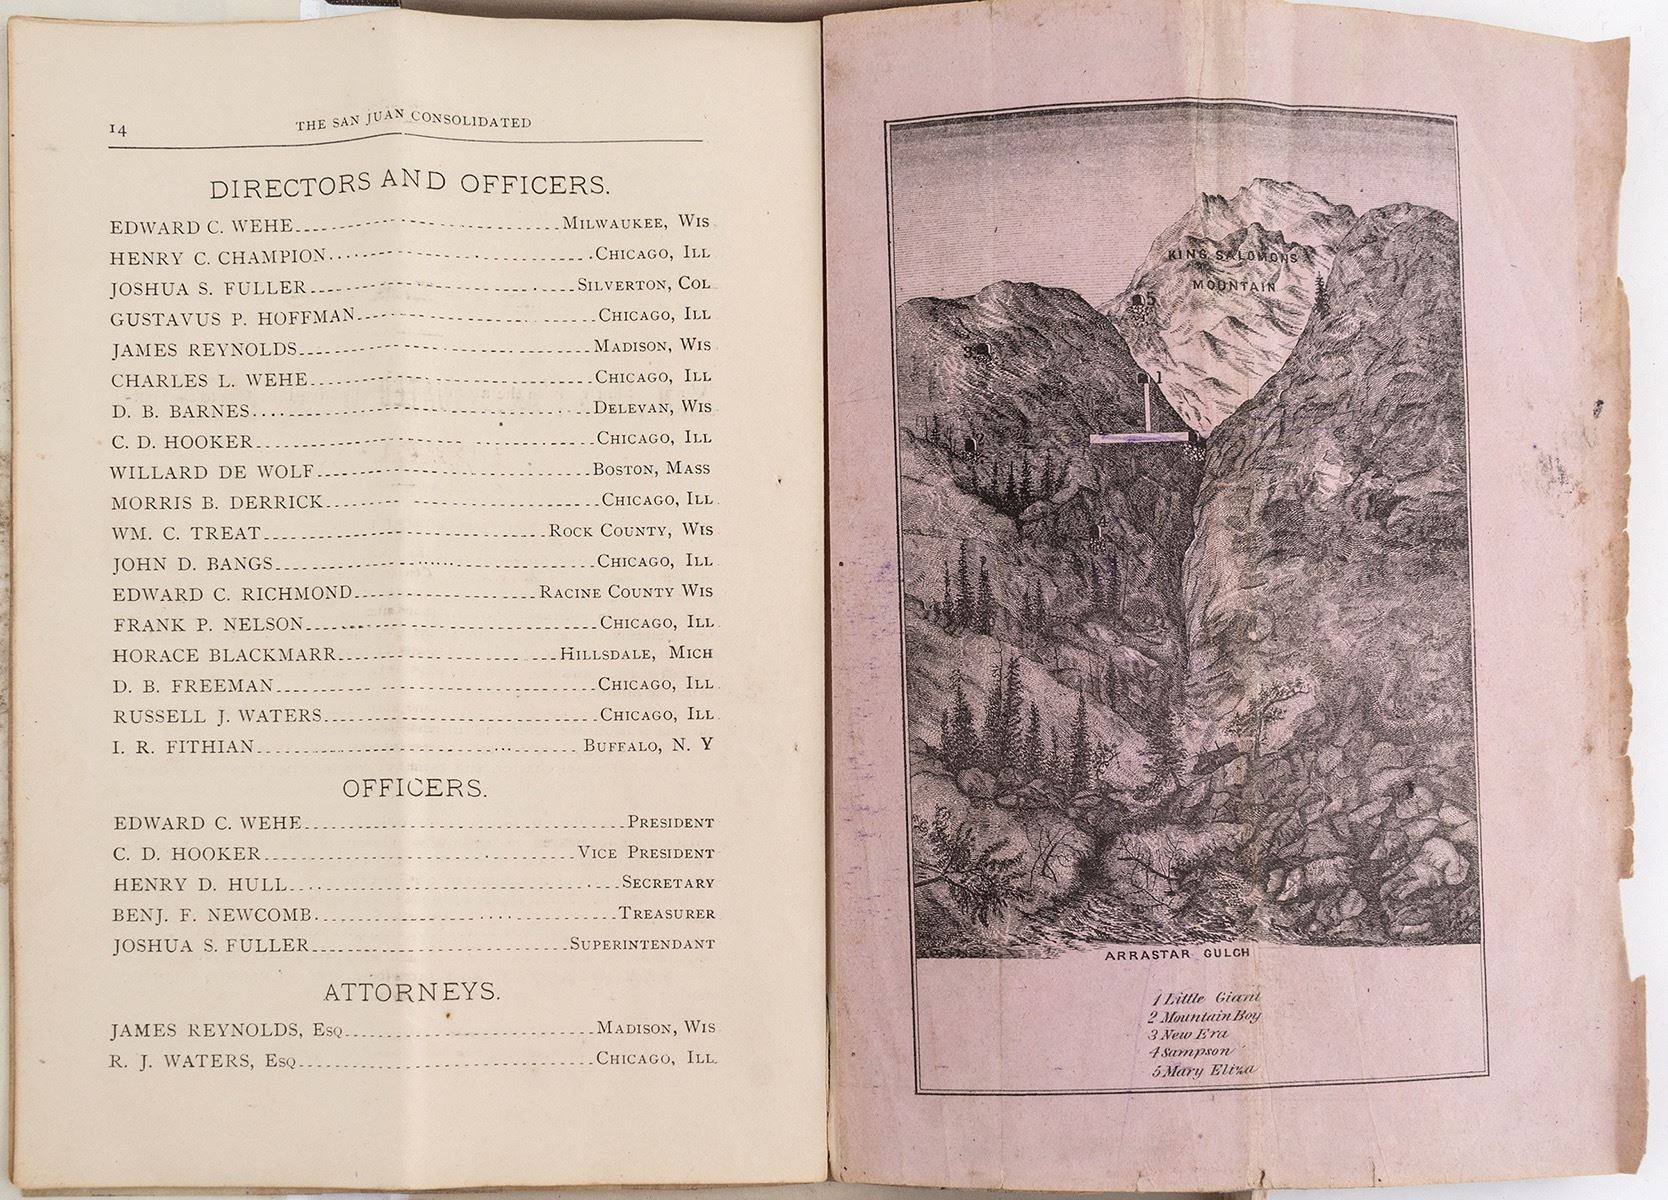 14
THE SAN JUAN CONSOLIDATED
DIRECTORS AND OFFICERS.
EDWARD C. WEHE MILWAUKEE, WIS
HENRY C. CHAMPION CHICAGO, ILL
JOSHUA S. FULLER SILVERTON, COL
GUSTAVUS P. HOFFMAN CHICAGO, ILL
JAMES REYNOLDS MADISON, WIS
CHARLES L. WEHE CHICAGO, ILL
D. B. BARNES DELEVAN, WIS
C. D. HOOKER CHICAGO, ILL
WILLARD DE WOLF BOSTON, MASS
MORRIS B. DERRICK CHICAGO, ILL
WM. C. TREAT ROCK COUNTY, WIS
JOHN D. BANGS CHICAGO, ILL
EDWARD C. RICHMOND RACINE COUNTY WIS
FRANK P. NELSON CHICAGO, ILL
HORACE BLACKMARR HILLSDALE, MICH
D. B. FREEMAN CHICAGO, ILL
RUSSELL J. WATERS CHICAGO, ILL
I. R. FITHIAN BUFFALO, N. Y
OFFICERS.
EDWARD C. WEHE PRESIDENT
C. D. HOOKER VICE PRESIDENT
HENRY D. HULL SECRETARY
BENJ. F. NEWCOMB TREASURER
JOSHUA S. FULLER SUPERINTENDANT
ATTORNEYS.
JAMES REYNOLDS, ESQ MADISON, WIS
R. J. WATERS, ESQ CHICAGO, ILL
KING SALOMONS
MOUNTAIN
5
3
1
2
4
ARRASTAR GULCH
1 Little Giant
2 Mountain Boy
3 New Era
4 Sampson
5 Mary Eliza